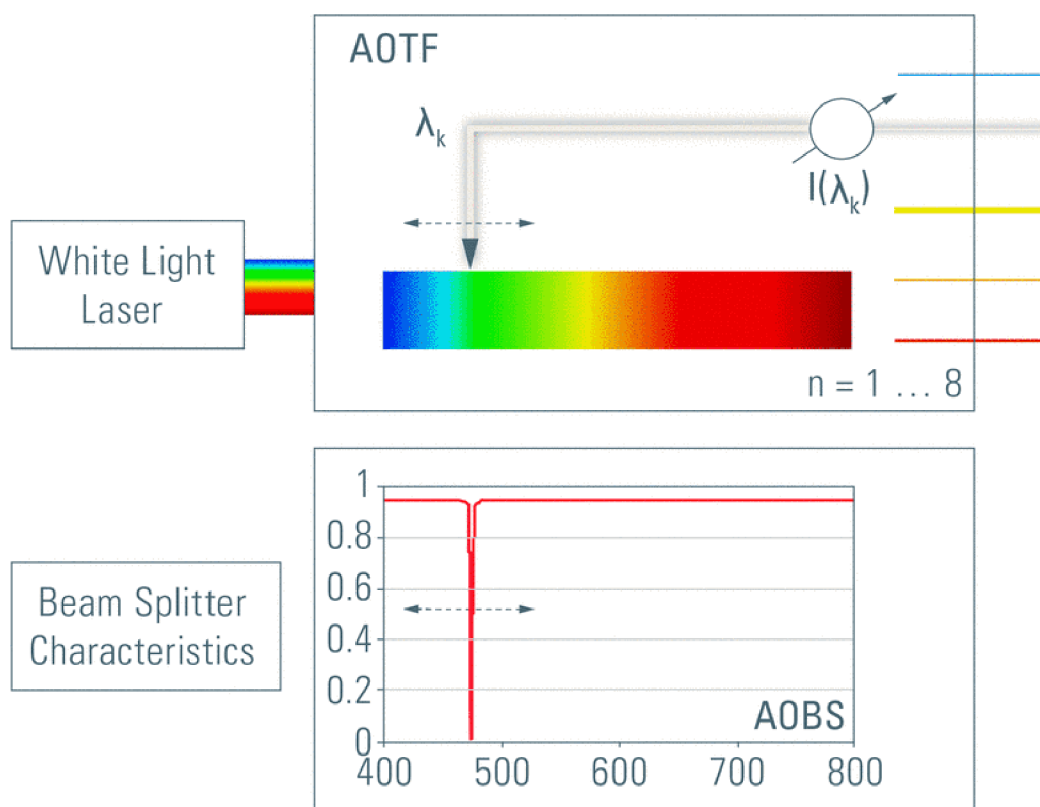 AOTF
λk
I(λk)
White Light
Laser
n = 1 … 8
1
0.8
0.6
0.4
0.2
0
Beam Splitter
Characteristics
AOBS
400 500 600 700 800